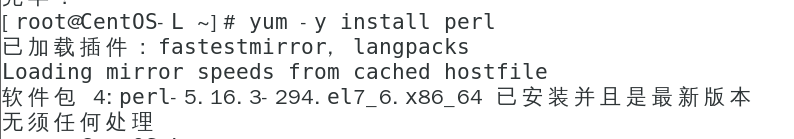 [root@CentOS-L ~]# yum -y install perl
已加载插件：fastestmirror, langpacks
Loading mirror speeds from cached hostfile
软件包 4:perl-5.16.3-294.el7_6.x86_64 已安装并且是最新版本
无须任何处理